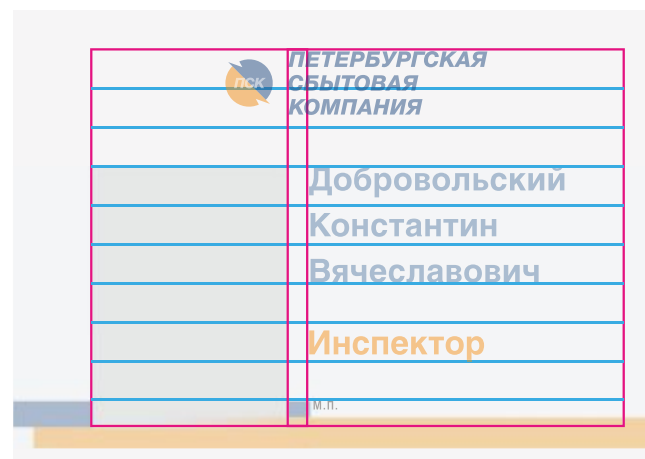 ПСК
ПЕТЕРБУРГСКАЯ
СБЫТОВАЯ
КОМПАНИЯ
Добровольский
Константин
Вячеславович
Инспектор
М.П.